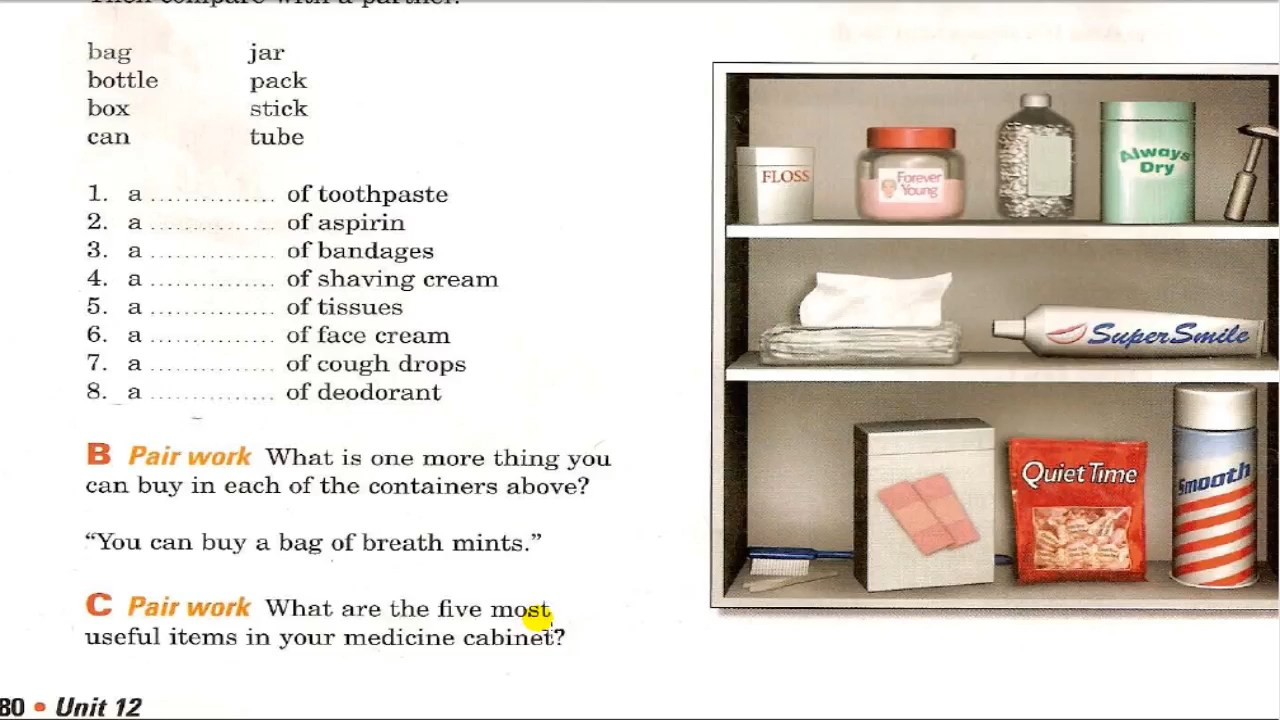 Then compare with a partner.
bag jar
bottle pack
box stick
can tube
1. a .............. of toothpaste
2. a .............. of aspirin
3. a .............. of bandages
4. a .............. of shaving cream
5. a .............. of tissues
6. a .............. of face cream
7. a .............. of cough drops
8. a .............. of deodorant
B Pair work What is one more thing you
can buy in each of the containers above?
“You can buy a bag of breath mints.”
C Pair work What are the five most
useful items in your medicine cabinet?
80 • Unit 12
FLOSS
Forever
Young
Always
Dry
SuperSmile
Quiet Time
Smooth